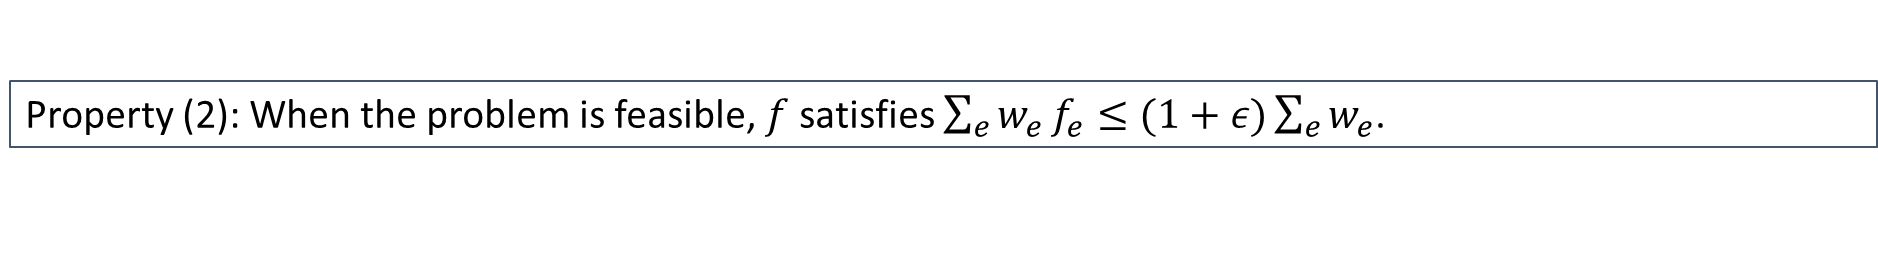 Property (2): When the problem is feasible, 𝑓 satisfies ∑ₑ 𝑤ₑ 𝑓ₑ ≤ (1 + 𝜖) ∑ₑ 𝑤ₑ.